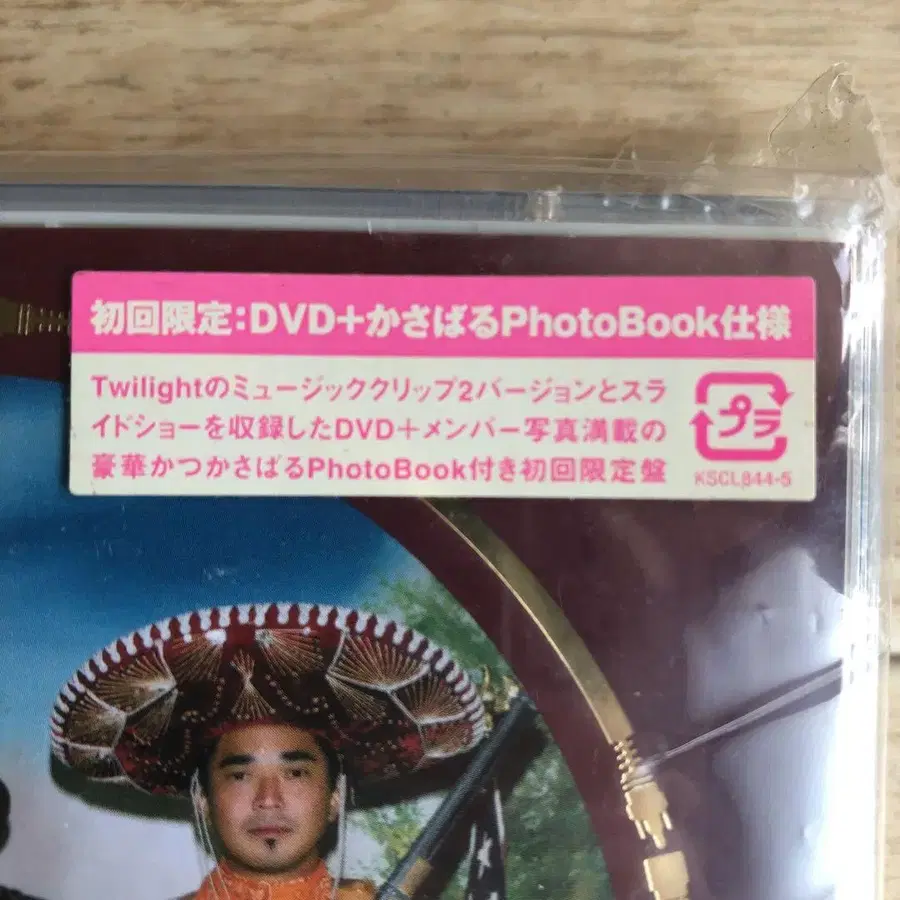 初回限定:DVD+かさばるPhotoBook仕様
Twilightのミュージッククリップ2バージョンとスラ
イドショーを収録したDVD+メンバー写真満載の
豪華かつかさばるPhotoBook付き初回限定盤
プラ
KSCL844-5